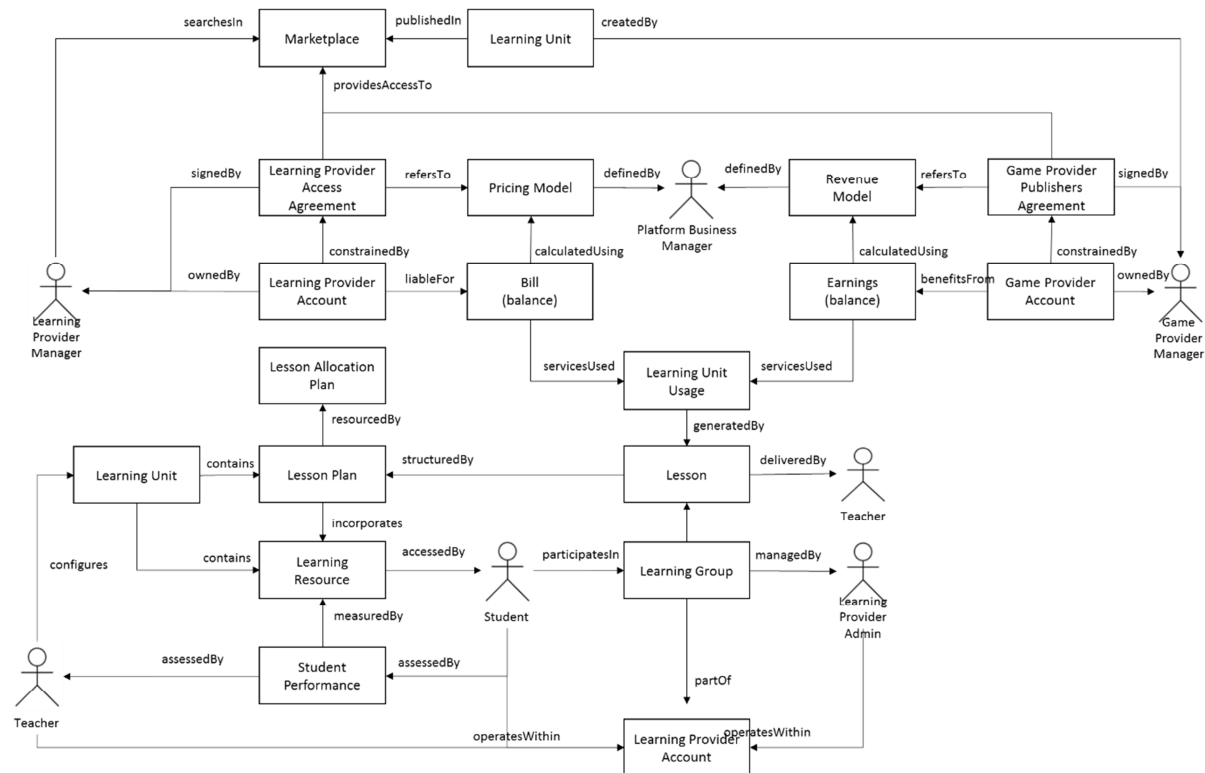 searchesIn
publishedIn
createdBy
Marketplace
Learning Unit
providesAccessTo
signedBy
Learning Provider
Access
Agreement
refersTo
Pricing Model
definedBy
definedBy
Revenue
Model
refersTo
Game Provider
Publishers
Agreement
signedBy
Platform Business
Manager
constrainedBy
calculatedUsing
calculatedUsing
constrainedBy
ownedBy
Learning Provider
Account
liableFor
Bill
(balance)
Earnings
(balance)
benefitsFrom
Game Provider
Account
ownedBy
Learning
Provider
Manager
Game
Provider
Manager
Lesson Allocation
Plan
servicesUsed
Learning Unit
Usage
servicesUsed
resourcedBy
generatedBy
Learning Unit
contains
Lesson Plan
structuredBy
Lesson
deliveredBy
Teacher
incorporates
configures
contains
Learning
Resource
accessedBy
participatesIn
Learning Group
managedBy
Student
Learning
Provider
Admin
measuredBy
assessedBy
Student
Performance
assessedBy
partOf
Teacher
operatesWithin
Learning Provider
Account
operatesWithin